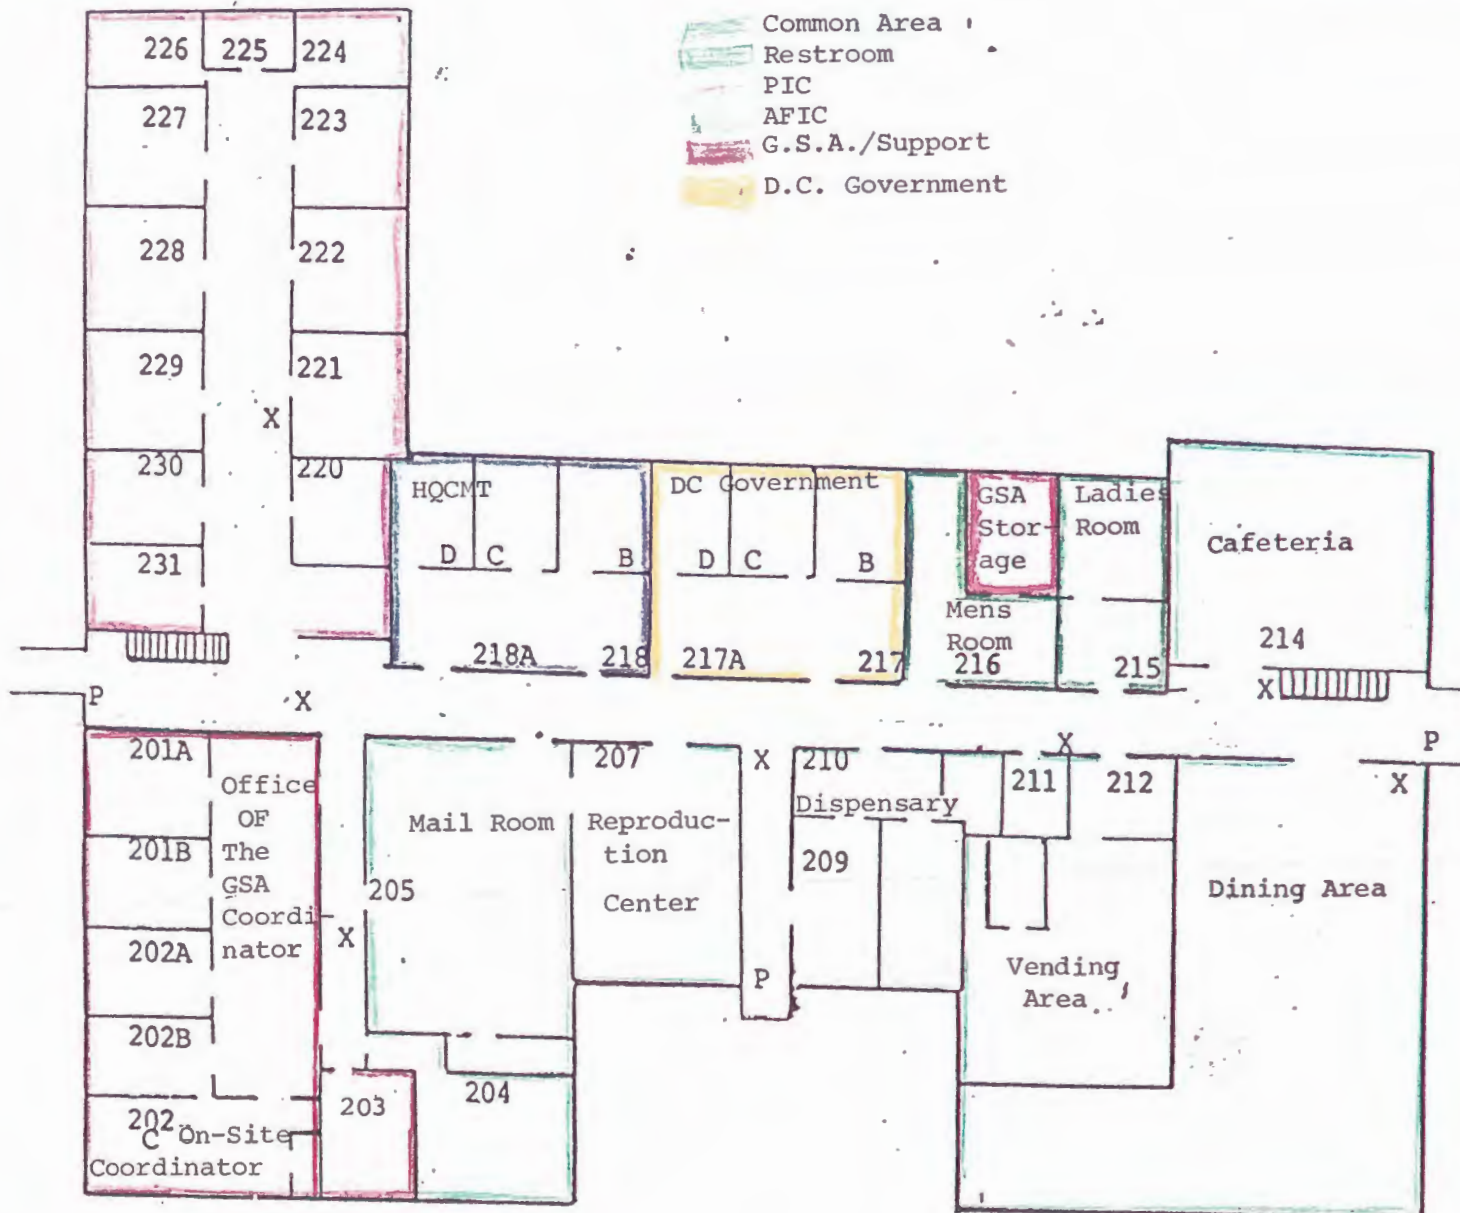 Common Area
Restroom
PIC
AFIC
G.S.A./Support
D.C. Government
226 225 224
227 223
228 222
229 221
X
230 220
231
HQCMT
D C B
218A 218
DC Government
D C B
217A 217
GSA
Stor-
age
Mens
Room
216
Ladies
Room
215
Cafeteria
214
X
P X
X
P
X
201A
201B
202A
202B
Office
OF
The
GSA
Coordi-
nator
X
202
C On-Site
Coordinator
203
204
205
Mail Room
207
Reproduc-
tion
Center
X
P
210
Dispensary
209
211
212
Vending
Area
Dining Area